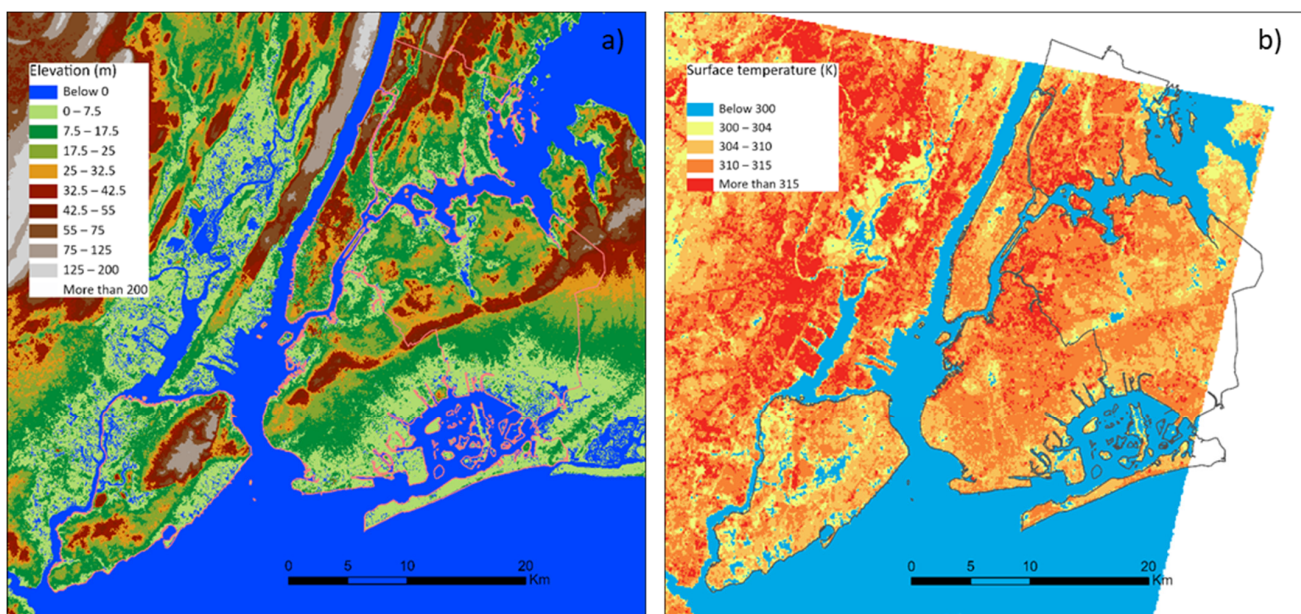 a)
Elevation (m)
Below 0
0 – 7.5
7.5 – 17.5
17.5 – 25
25 – 32.5
32.5 – 42.5
42.5 – 55
55 – 75
75 – 125
125 – 200
More than 200
0 5 10 20
Km
b)
Surface temperature (K)
Below 300
300 – 304
304 – 310
310 – 315
More than 315
0 5 10 20
Km